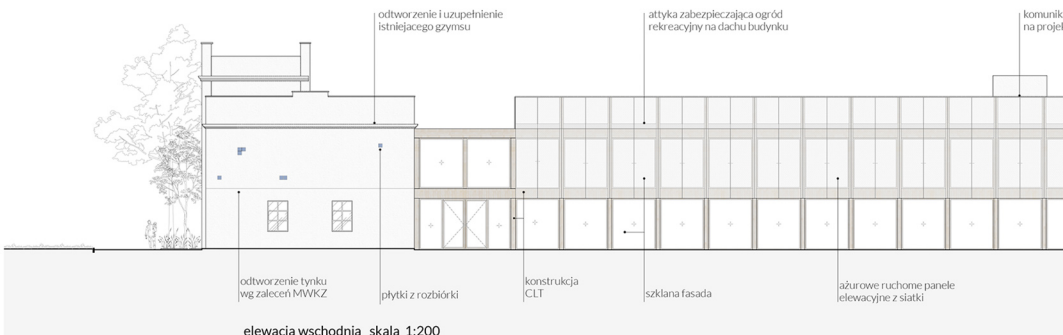 odtworzenie i uzupełnienie
istniejacego gzymsu
attyka zabezpieczająca ogród
rekreacyjny na dachu budynku
odtworzenie tynku
wg zaleceń MWKZ
płytki z rozbiórki
konstrukcja
CLT
szklana fasada
ażurowe ruchome panele
elewacyjne z siatki
elewacja wschodnia skala 1:200